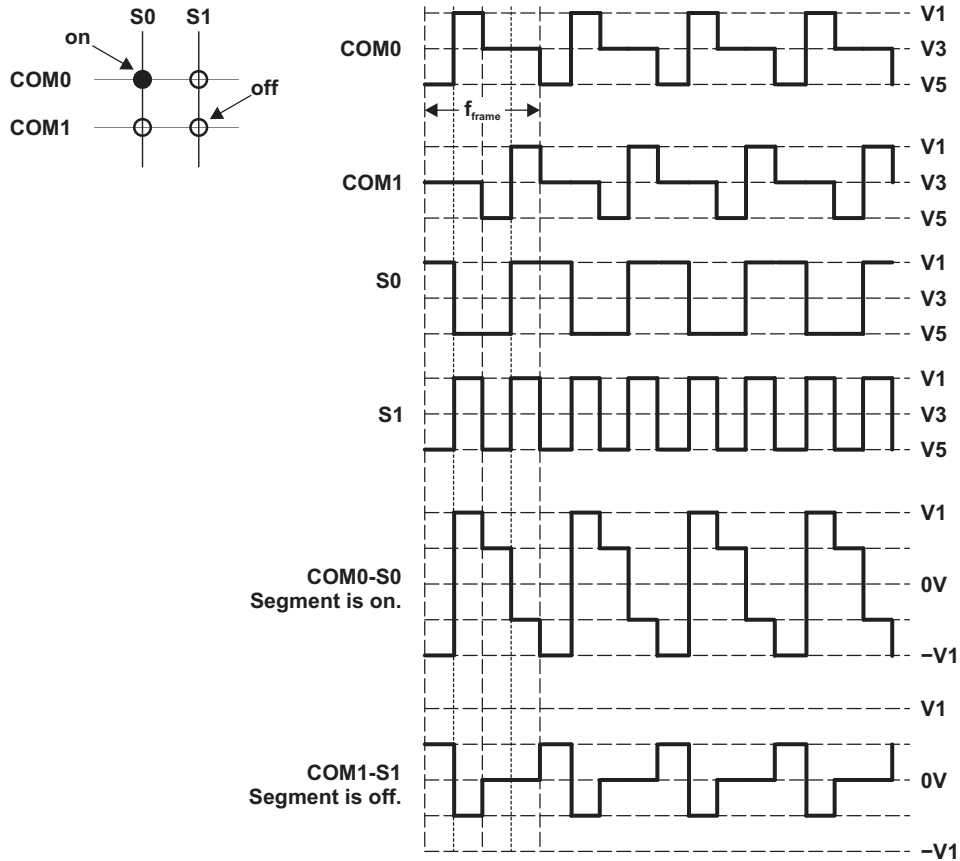 S0 S1
on
COM0
off
COM1
COM0
V1
V3
V5
fframe
COM1
V1
V3
V5
S0
V1
V3
V5
S1
V1
V3
V5
COM0-S0
Segment is on.
V1
0V
−V1
COM1-S1
Segment is off.
V1
0V
−V1